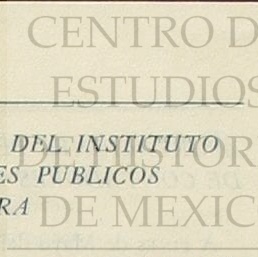 CENTRO D
ESTUDIOS
DEL INSTITUTO
DE HISTOR
ES PUBLICOS
RA
DE MEXIC